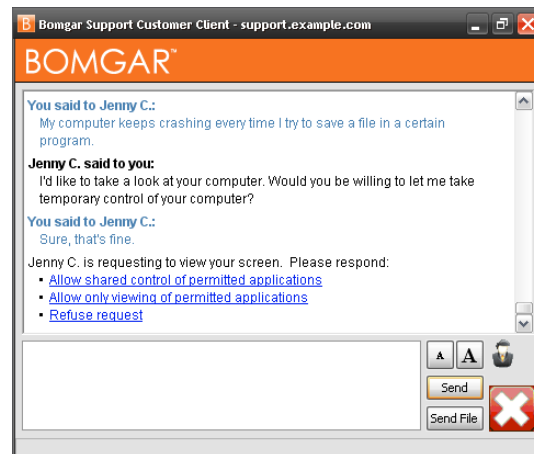 Bomgar Support Customer Client - support.example.com
BOMGAR™
You said to Jenny C.:
My computer keeps crashing every time I try to save a file in a certain
program.
Jenny C. said to you:
I'd like to take a look at your computer. Would you be willing to let me take
temporary control of your computer?
You said to Jenny C.:
Sure, that's fine.
Jenny C. is requesting to view your screen. Please respond:
• Allow shared control of permitted applications
• Allow only viewing of permitted applications
• Refuse request
A A
Send
Send File